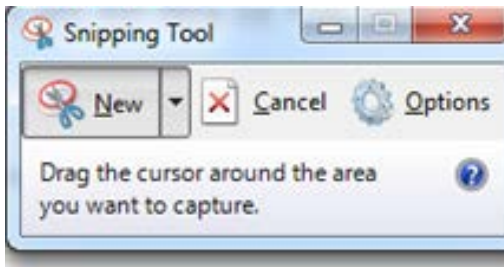 Snipping Tool
New Cancel Options
Drag the cursor around the area
you want to capture.